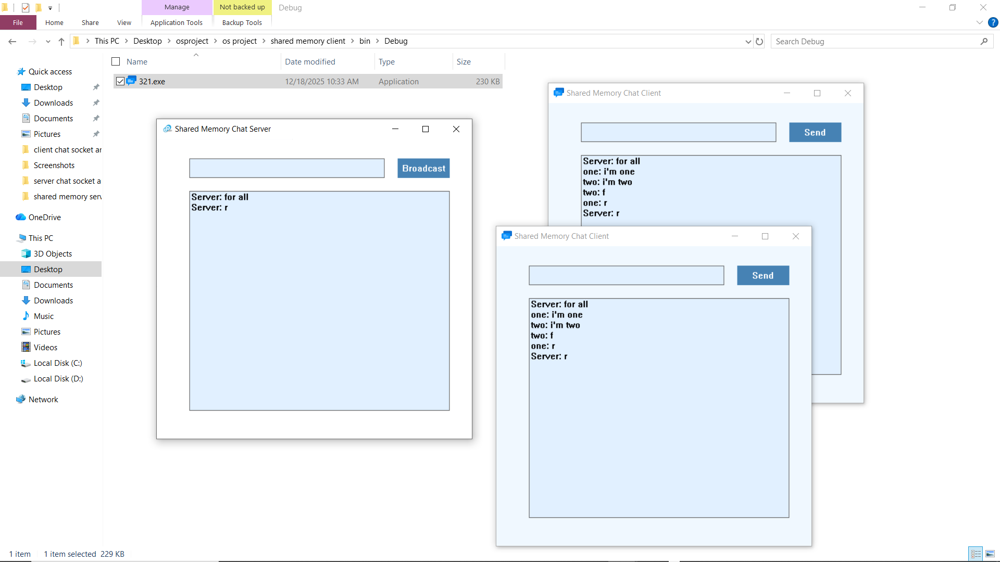 Manage
Not backed up
Debug
File
Home
Share
View
Application Tools
Backup Tools
This PC
Desktop
osproject
os project
shared memory client
bin
Debug
Search Debug
Name
Date modified
Type
Size
321.exe
12/18/2025 10:33 AM
Application
230 KB
Quick access
Desktop
Downloads
Documents
Pictures
client chat socket ar
Screenshots
server chat socket a
shared memory serv
OneDrive
This PC
3D Objects
Desktop
Documents
Downloads
Music
Pictures
Videos
Local Disk (C:)
Local Disk (D:)
Network
Shared Memory Chat Server
Broadcast
Server: for all
Server: r
Shared Memory Chat Client
Send
Server: for all
one: i'm one
two: i'm two
two: f
one: r
Server: r
Shared Memory Chat Client
Send
Server: for all
one: i'm one
two: i'm two
two: f
one: r
Server: r
1 item
1 item selected 229 KB